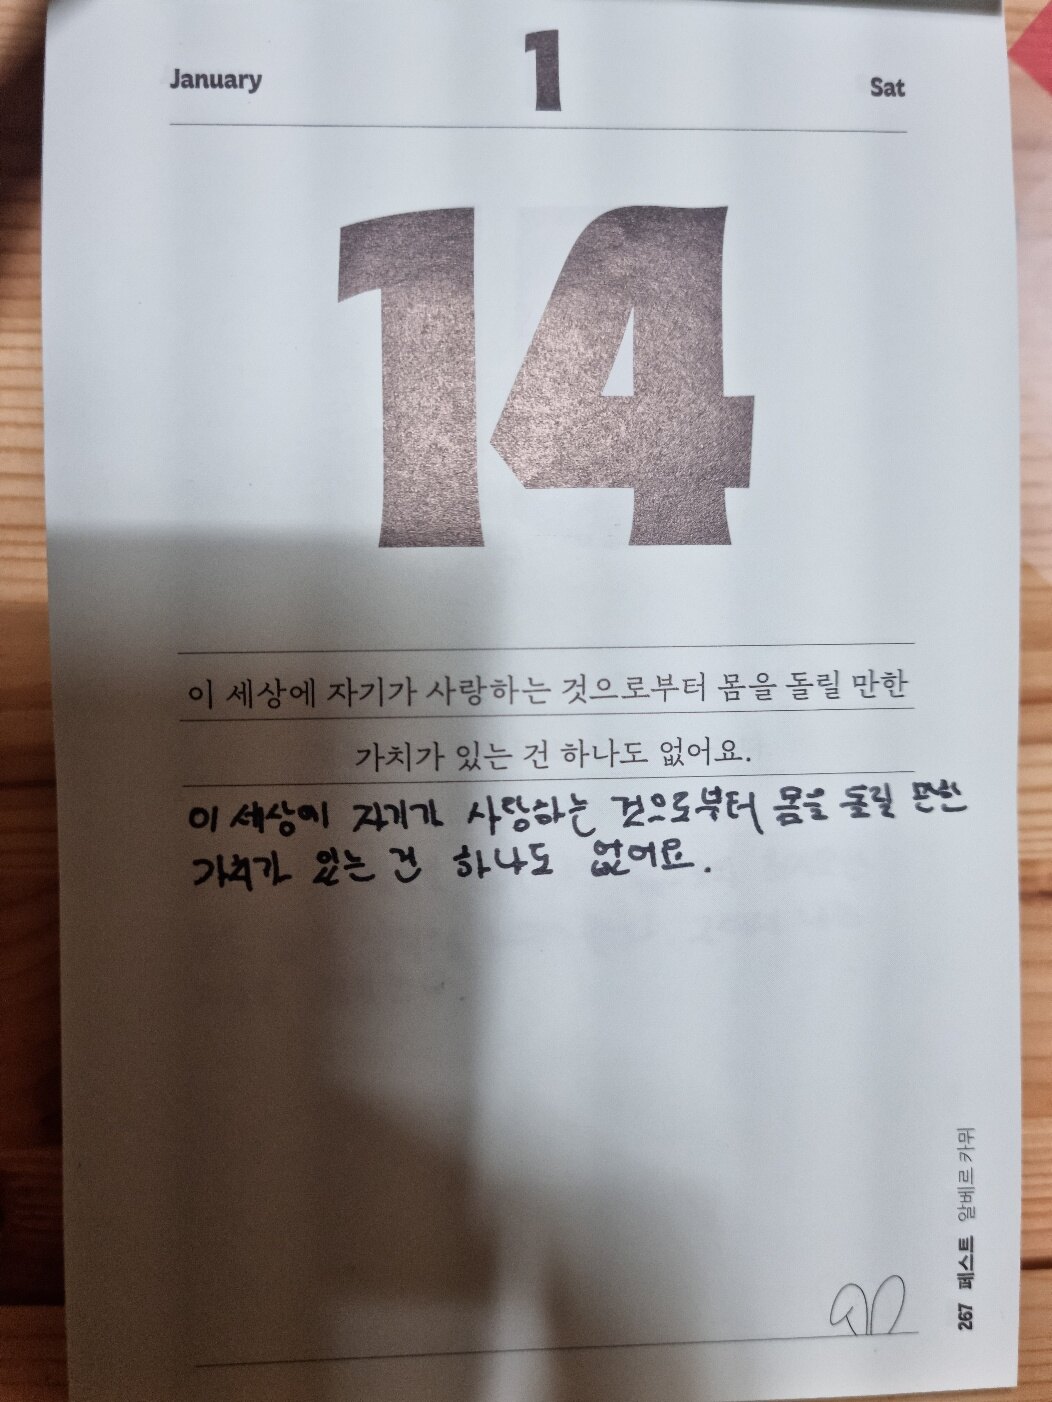 January 1 Sat
14
이 세상에 자기가 사랑하는 것으로부터 몸을 돌릴 만한
가치가 있는 건 하나도 없어요.
이 세상에 자기가 사랑하는 것으로부터 몸을 돌릴 만한
가치가 있는 건 하나도 없어요.
267 페스트 알베르 카뮈